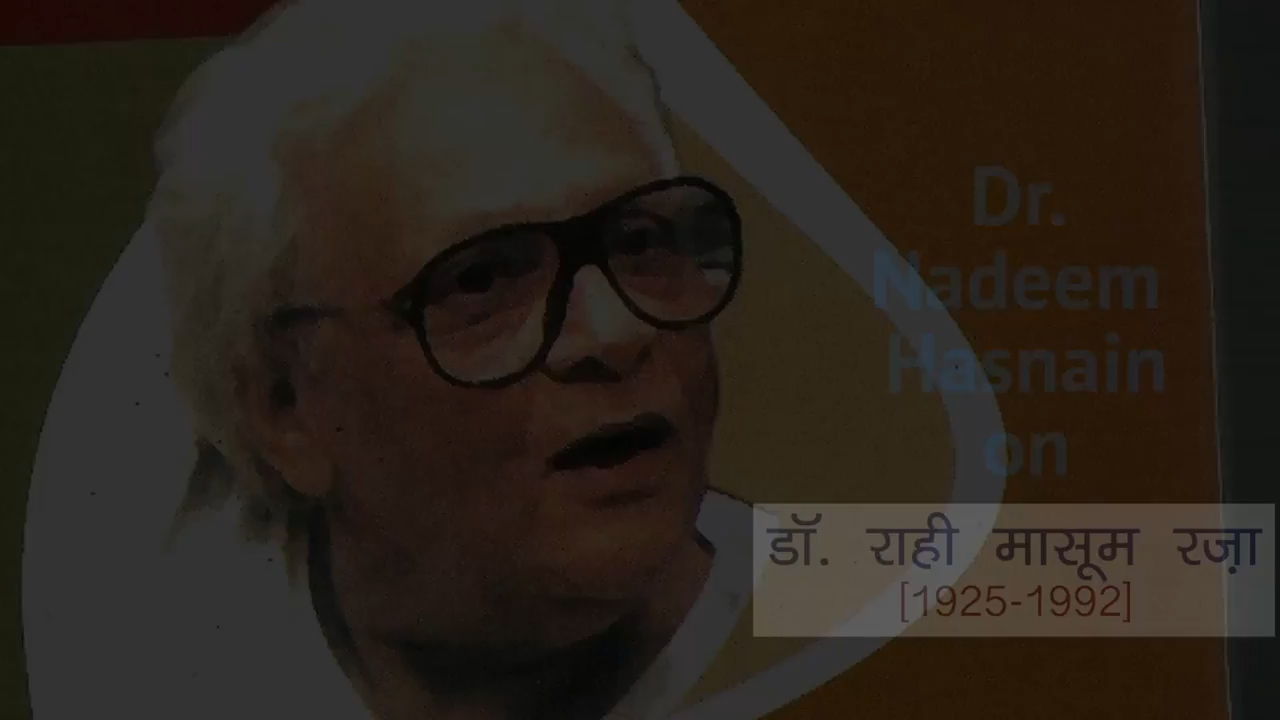 Dr.
Nadeem
Hasnain
on
डॉ. राही मासूम रज़ा
[1925-1992]